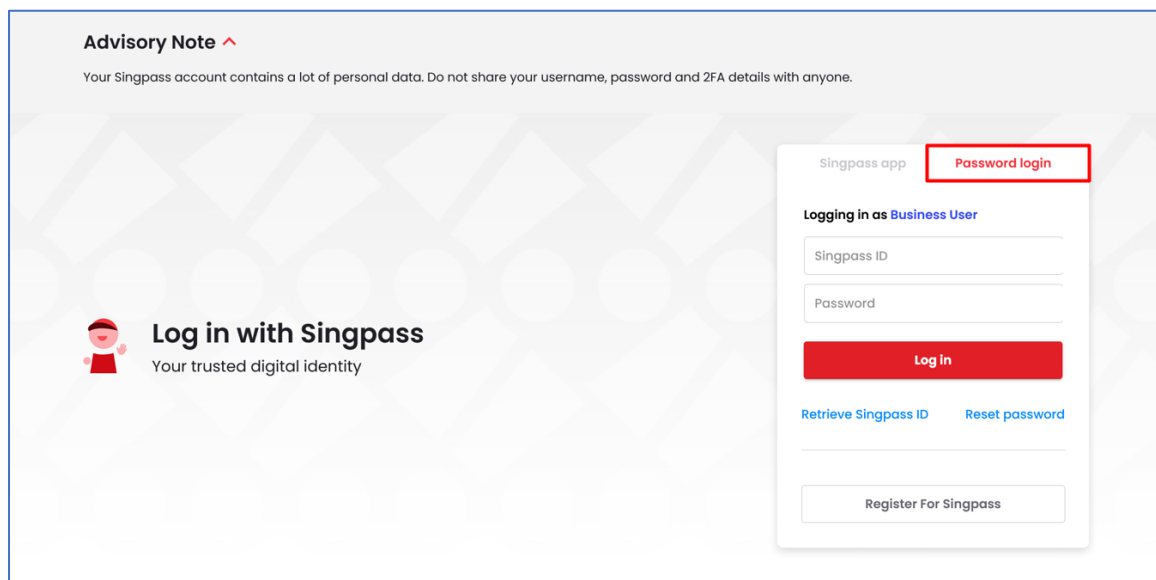 Advisory Note
Your Singpass account contains a lot of personal data. Do not share your username, password and 2FA details with anyone.
Singpass app
Password login
Logging in as Business User
Singpass ID
Password
Log in with Singpass
Your trusted digital identity
Log in
Retrieve Singpass ID
Reset password
Register For Singpass